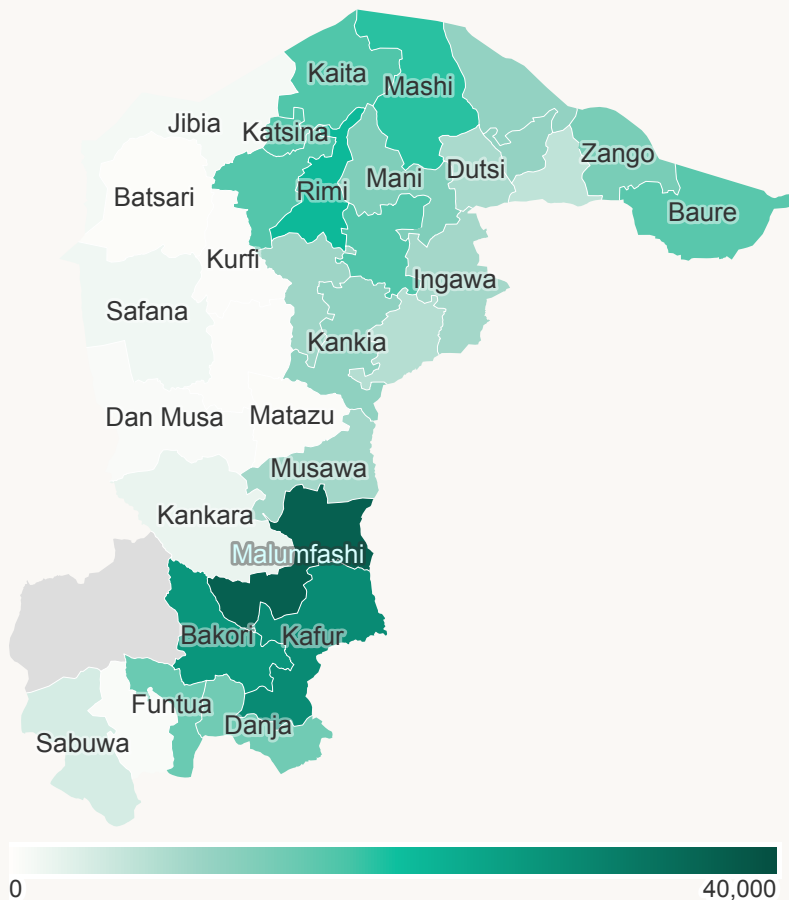 Kaita
Mashi
Jibia
Katsina
Zango
Dutsi
Mani
Rimi
Batsari
Baure
Kurfi
Ingawa
Safana
Kankia
Dan Musa
Matazu
Musawa
Kankara
Malumfashi
Bakori
Kafur
Funtua
Danja
Sabuwa
0
40,000